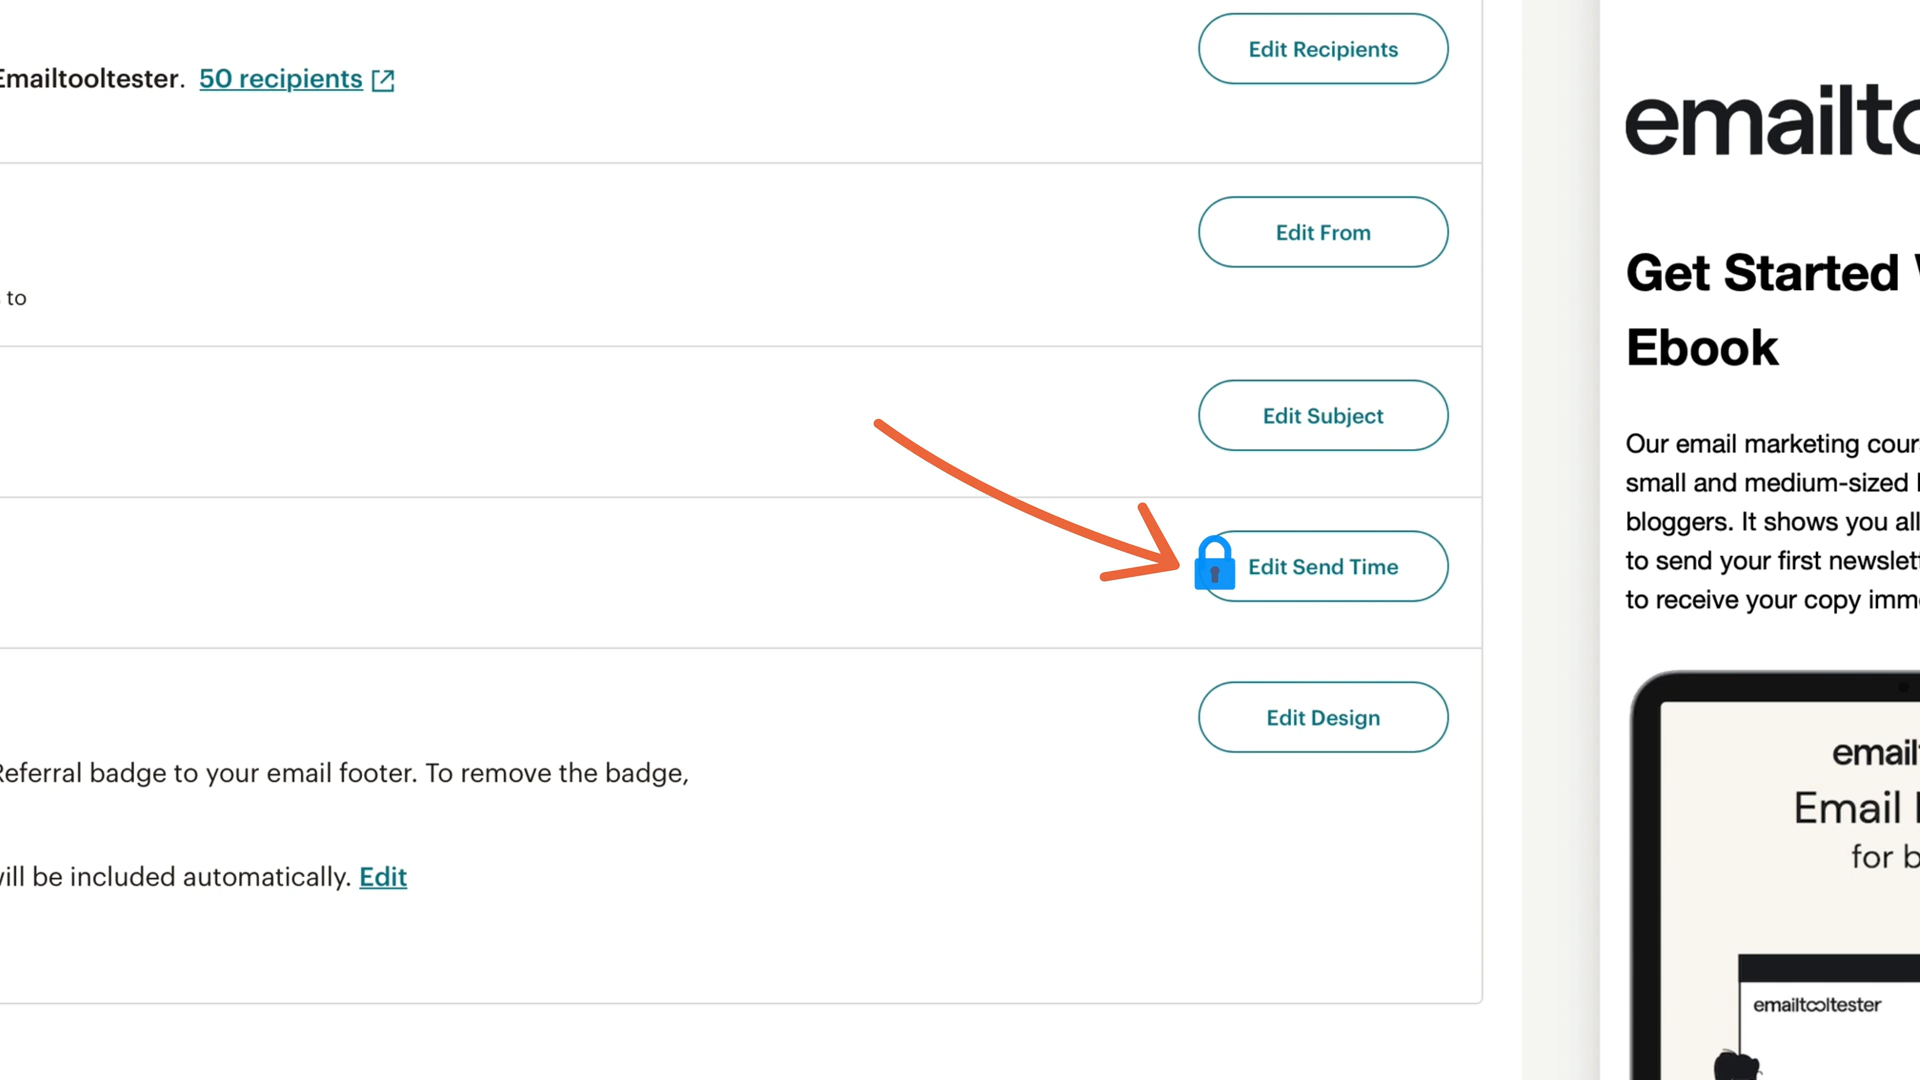 Emailtooltester. 50 recipients
Edit Recipients
Edit From
to
Edit Subject
Edit Send Time
Edit Design
Referral badge to your email footer. To remove the badge,
will be included automatically. Edit
emailto
Get Started
Ebook
Our email marketing cour
small and medium-sized
bloggers. It shows you all
to send your first newslett
to receive your copy imm
email
Email
for b
emailtooltester